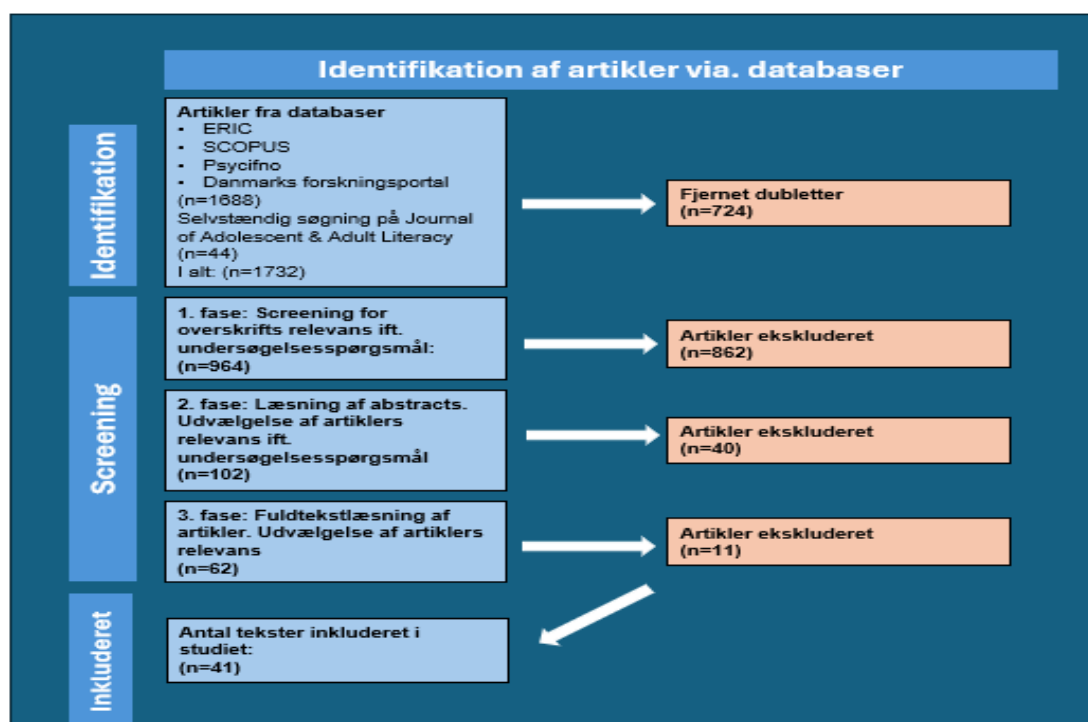 Identifikation af artikler via. databaser
Identifikation
Artikler fra databaser
• ERIC
• SCOPUS
• Psycifno
• Danmarks forskningsportal
(n=1688)
Selvstændig søgning på Journal
of Adolescent & Adult Literacy
(n=44)
I alt: (n=1732)
Fjernet dubletter
(n=724)
Screening
1. fase: Screening for
overskrifts relevans ift.
undersøgelsesspørgsmål:
(n=964)
Artikler ekskluderet
(n=862)
2. fase: Læsning af abstracts.
Udvælgelse af artiklers
relevans ift.
undersøgelsesspørgsmål
(n=102)
Artikler ekskluderet
(n=40)
3. fase: Fuldtekstlæsning af
artikler. Udvælgelse af artiklers
relevans
(n=62)
Artikler ekskluderet
(n=11)
Inkluderet
Antal tekster inkluderet i
studiet:
(n=41)